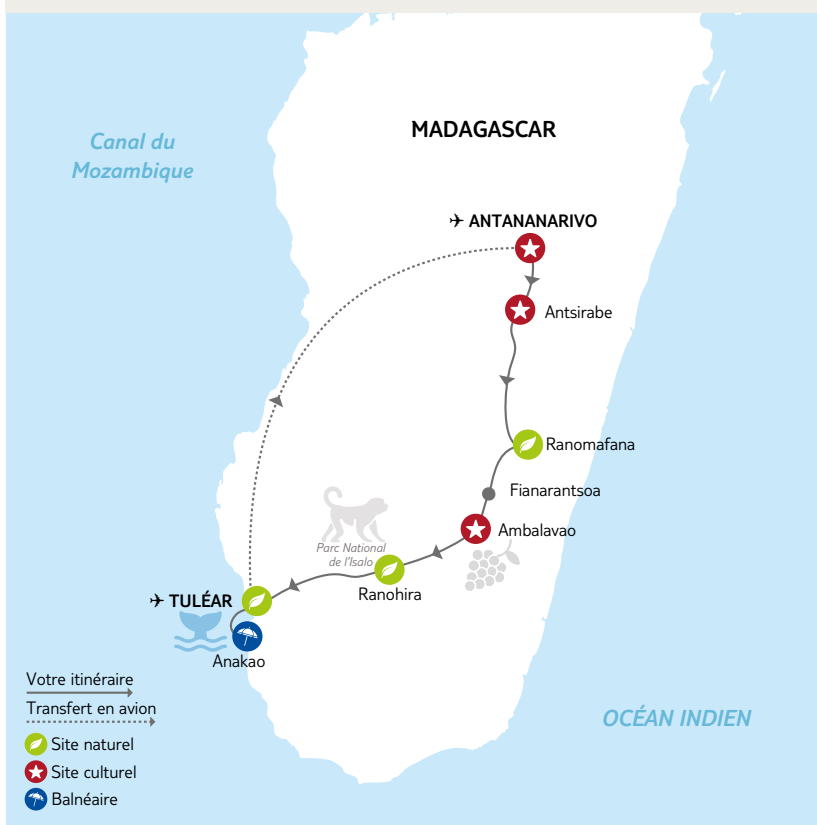 MADAGASCAR
Canal du
Mozambique
ANTANANARIVO
Antsirabe
Ranomafana
Fianarantsoa
Ambalavao
Parc National
de l'Isalo
Ranohira
TULÉAR
Anakao
Votre itinéraire
Transfert en avion
Site naturel
Site culturel
Balnéaire
OCÉAN INDIEN